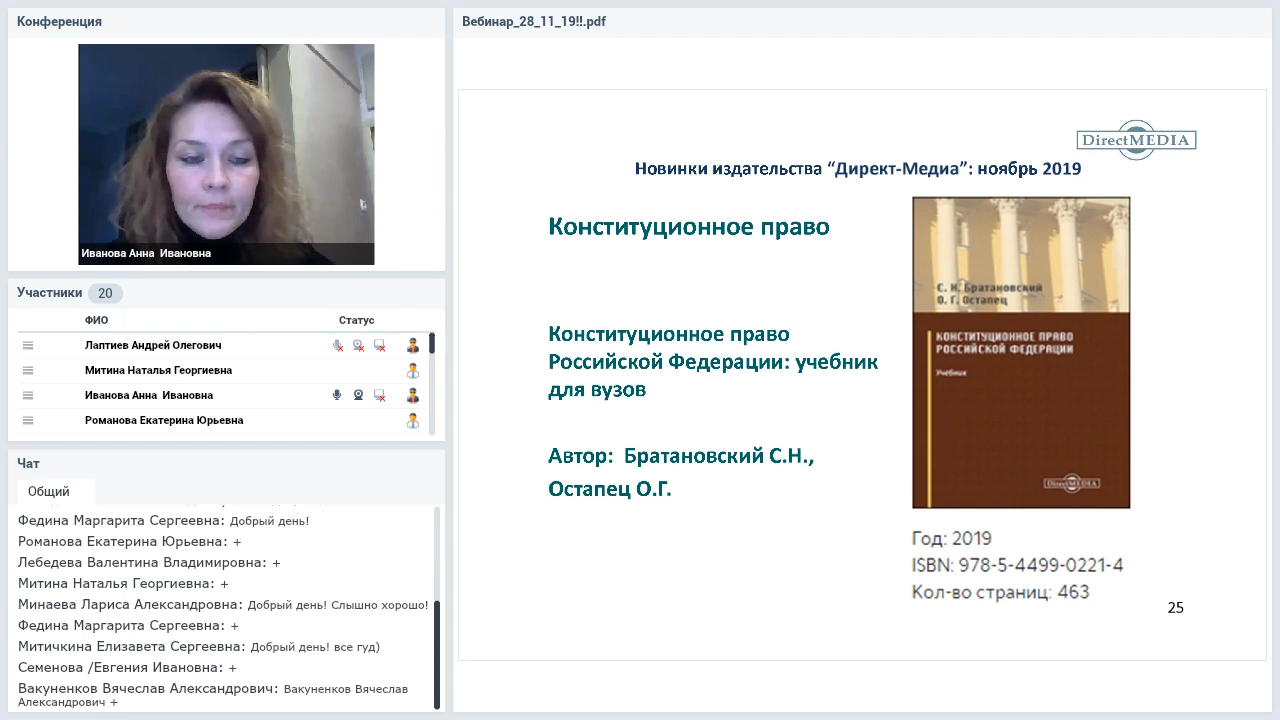 Конференция
Иванова Анна  Ивановна
Участники 20
ФИО Статус
Лаптиев Андрей Олегович
Митина Наталья Георгиевна
Иванова Анна  Ивановна
Романова Екатерина Юрьевна
Чат
Общий
Федина Маргарита Сергеевна: Добрый день!
Романова Екатерина Юрьевна: +
Лебедева Валентина Владимировна: +
Митина Наталья Георгиевна: +
Минаева Лариса Александровна: Добрый день! Слышно хорошо!
Федина Маргарита Сергеевна: +
Митичкина Елизавета Сергеевна: Добрый день! все гуд)
Семенова /Евгения Ивановна: +
Вакуненков Вячеслав Александрович: Вакуненков Вячеслав
Александрович +
Вебинар_28_11_19!!.pdf
DirectMEDIA
Новинки издательства “Директ-Медиа”: ноябрь 2019
Конституционное право
Конституционное право
Российской Федерации: учебник
для вузов
Автор:  Братановский С.Н.,
Остапец О.Г.
С. Н. Братановский
О. Г. Остапец
КОНСТИТУЦИОННОЕ ПРАВО
РОССИЙСКОЙ ФЕДЕРАЦИИ
Учебник
DirectMEDIA
Год: 2019
ISBN: 978-5-4499-0221-4
Кол-во страниц: 463
25